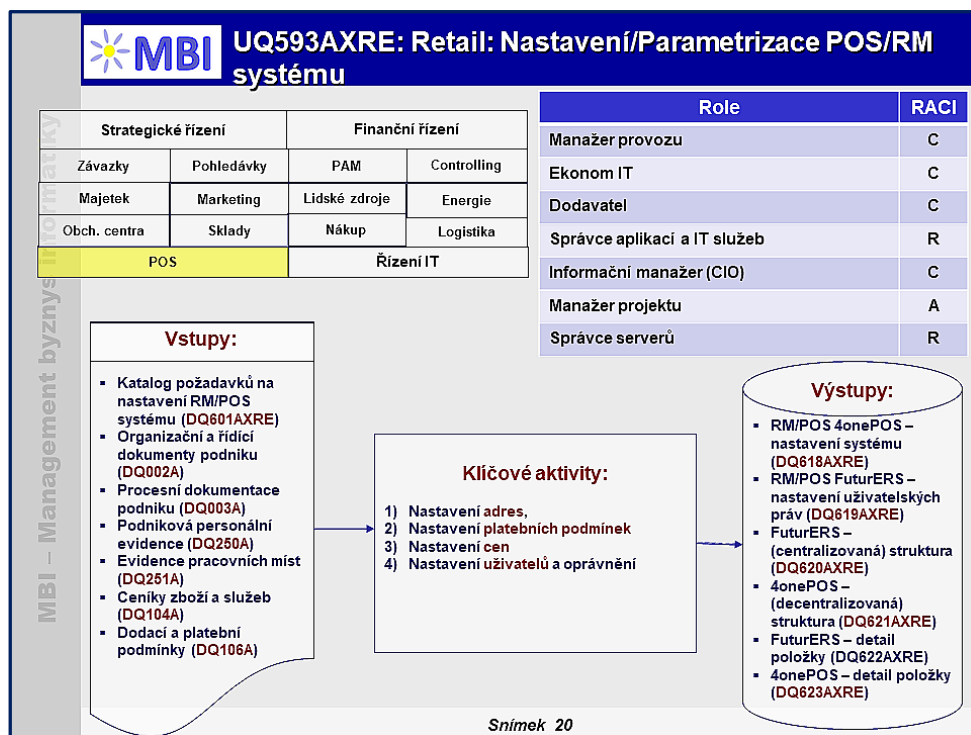 MBI
UQ593AXRE: Retail: Nastavení/Parametrizace POS/RM
systému
MBI – Management byznys informatiky
Strategické řízení
Finanční řízení
Závazky
Pohledávky
PAM
Controlling
Majetek
Marketing
Lidské zdroje
Energie
Obch. centra
Sklady
Nákup
Logistika
POS
Řízení IT
Role
RACI
Manažer provozu
C
Ekonom IT
C
Dodavatel
C
Správce aplikací a IT služeb
R
Informační manažer (CIO)
C
Manažer projektu
A
Správce serverů
R
Vstupy:
▪ Katalog požadavků na
nastavení RM/POS
systému (DQ601AXRE)
▪ Organizační a řídící
dokumenty podniku
(DQ002A)
▪ Procesní dokumentace
podniku (DQ003A)
▪ Podniková personální
evidence (DQ250A)
▪ Evidence pracovních míst
(DQ251A)
▪ Ceníky zboží a služeb
(DQ104A)
▪ Dodací a platební
podmínky (DQ106A)
Klíčové aktivity:
1) Nastavení adres,
2) Nastavení platebních podmínek
3) Nastavení cen
4) Nastavení uživatelů a oprávnění
Výstupy:
▪ RM/POS 4onePOS –
nastavení systému
(DQ618AXRE)
▪ RM/POS FuturERS –
nastavení uživatelských
práv (DQ619AXRE)
▪ FuturERS –
(centralizovaná) struktura
(DQ620AXRE)
▪ 4onePOS –
(decentralizovaná)
struktura (DQ621AXRE)
▪ FuturERS – detail
položky (DQ622AXRE)
▪ 4onePOS – detail položky
(DQ623AXRE)
Snímek 20